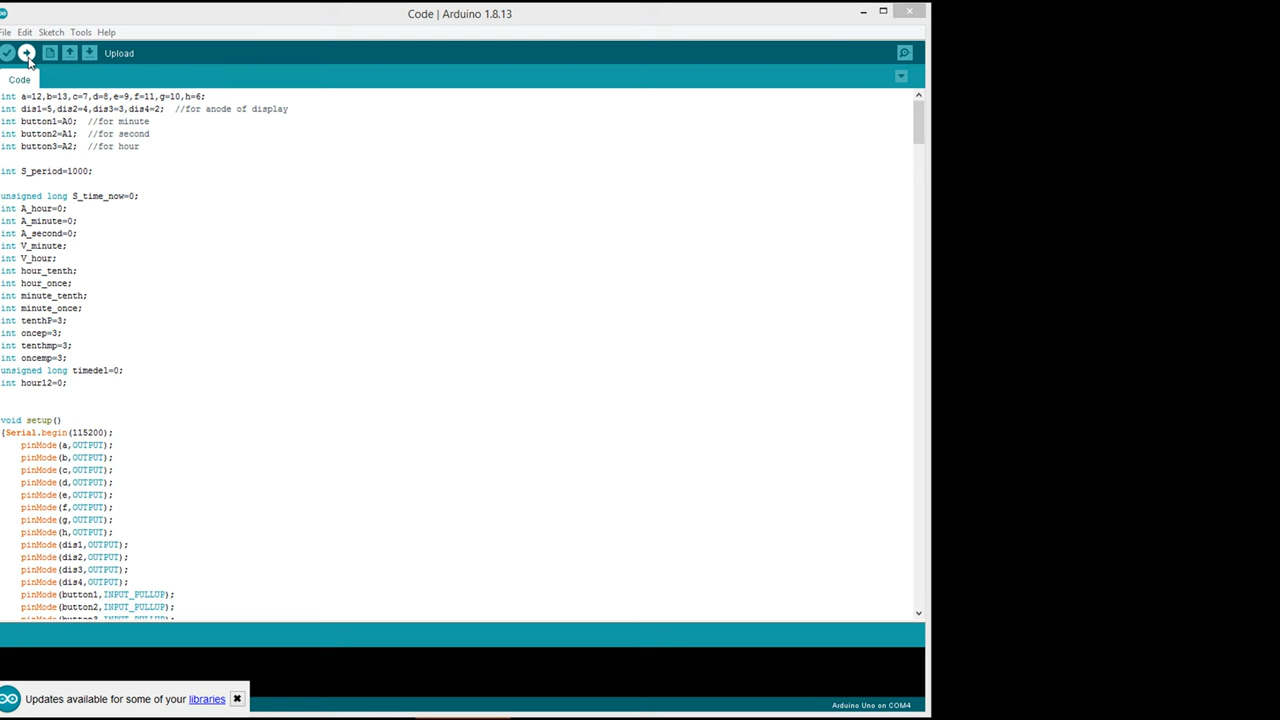 Code | Arduino 1.8.13
File Edit Sketch Tools Help
Upload
Code
int a=12,b=13,c=7,d=8,e=9,f=11,g=10,h=6;
int dis1=5,dis2=4,dis3=3,dis4=2;  //for anode of display
int button1=A0;  //for minute
int button2=A1;  //for second
int button3=A2;  //for hour
int S_period=1000;
unsigned long S_time_now=0;
int A_hour=0;
int A_minute=0;
int A_second=0;
int V_minute;
int V_hour;
int hour_tenth;
int hour_once;
int minute_tenth;
int minute_once;
int tenthP=3;
int oncep=3;
int tenthmp=3;
int oncemp=3;
unsigned long timedel=0;
int hour12=0;
void setup()
{Serial.begin(115200);
pinMode(a,OUTPUT);
pinMode(b,OUTPUT);
pinMode(c,OUTPUT);
pinMode(d,OUTPUT);
pinMode(e,OUTPUT);
pinMode(f,OUTPUT);
pinMode(g,OUTPUT);
pinMode(h,OUTPUT);
pinMode(dis1,OUTPUT);
pinMode(dis2,OUTPUT);
pinMode(dis3,OUTPUT);
pinMode(dis4,OUTPUT);
pinMode(button1,INPUT_PULLUP);
pinMode(button2,INPUT_PULLUP);
pinMode(button3,INPUT_PULLUP);
Updates available for some of your libraries
Arduino Uno on COM4